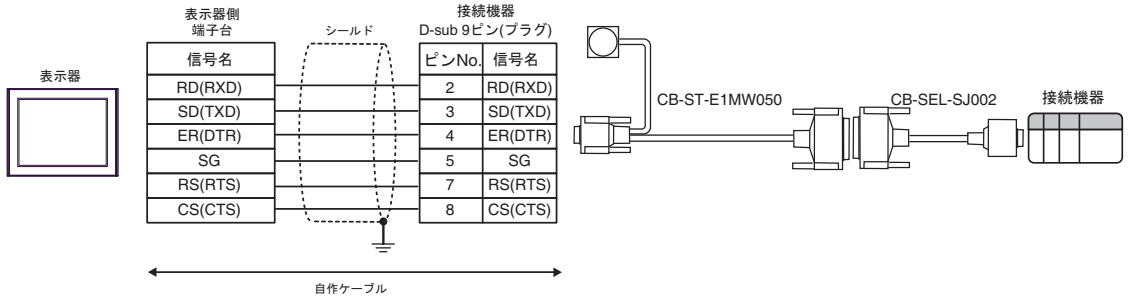 表示器
表示器側
端子台
シールド
接続機器
D-sub 9ピン(プラグ)
信号名
ピンNo.
信号名
RD(RXD)
2
RD(RXD)
SD(TXD)
3
SD(TXD)
ER(DTR)
4
ER(DTR)
SG
5
SG
RS(RTS)
7
RS(RTS)
CS(CTS)
8
CS(CTS)
自作ケーブル
CB-ST-E1MW050
CB-SEL-SJ002
接続機器